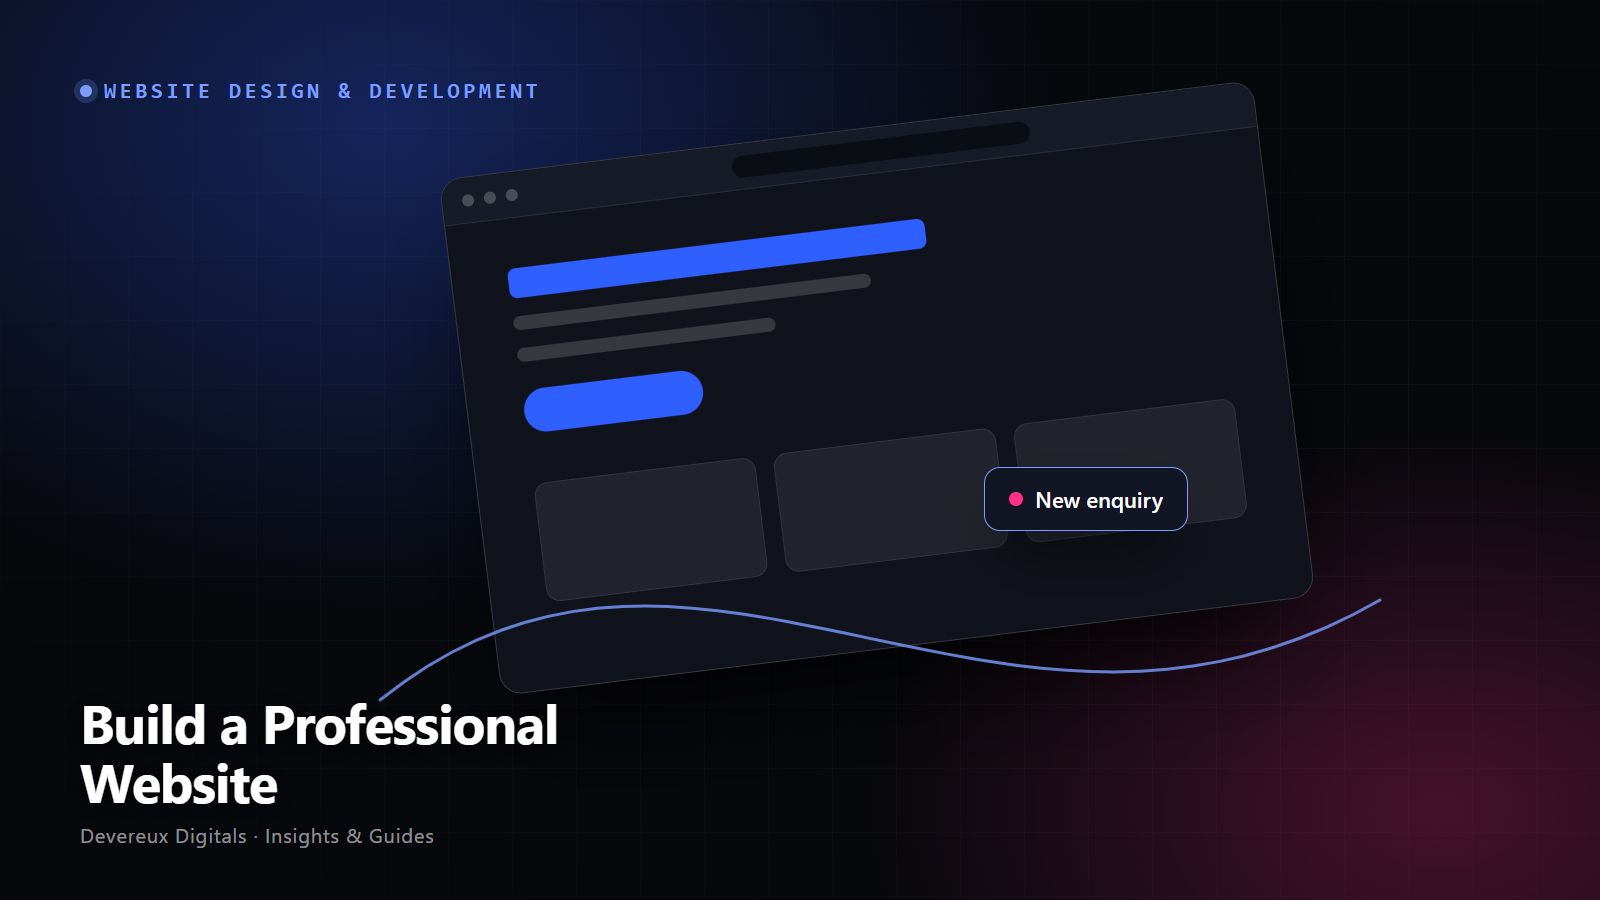 WEBSITE DESIGN & DEVELOPMENT
New enquiry
Build a Professional
Website
Devereux Digitals · Insights & Guides